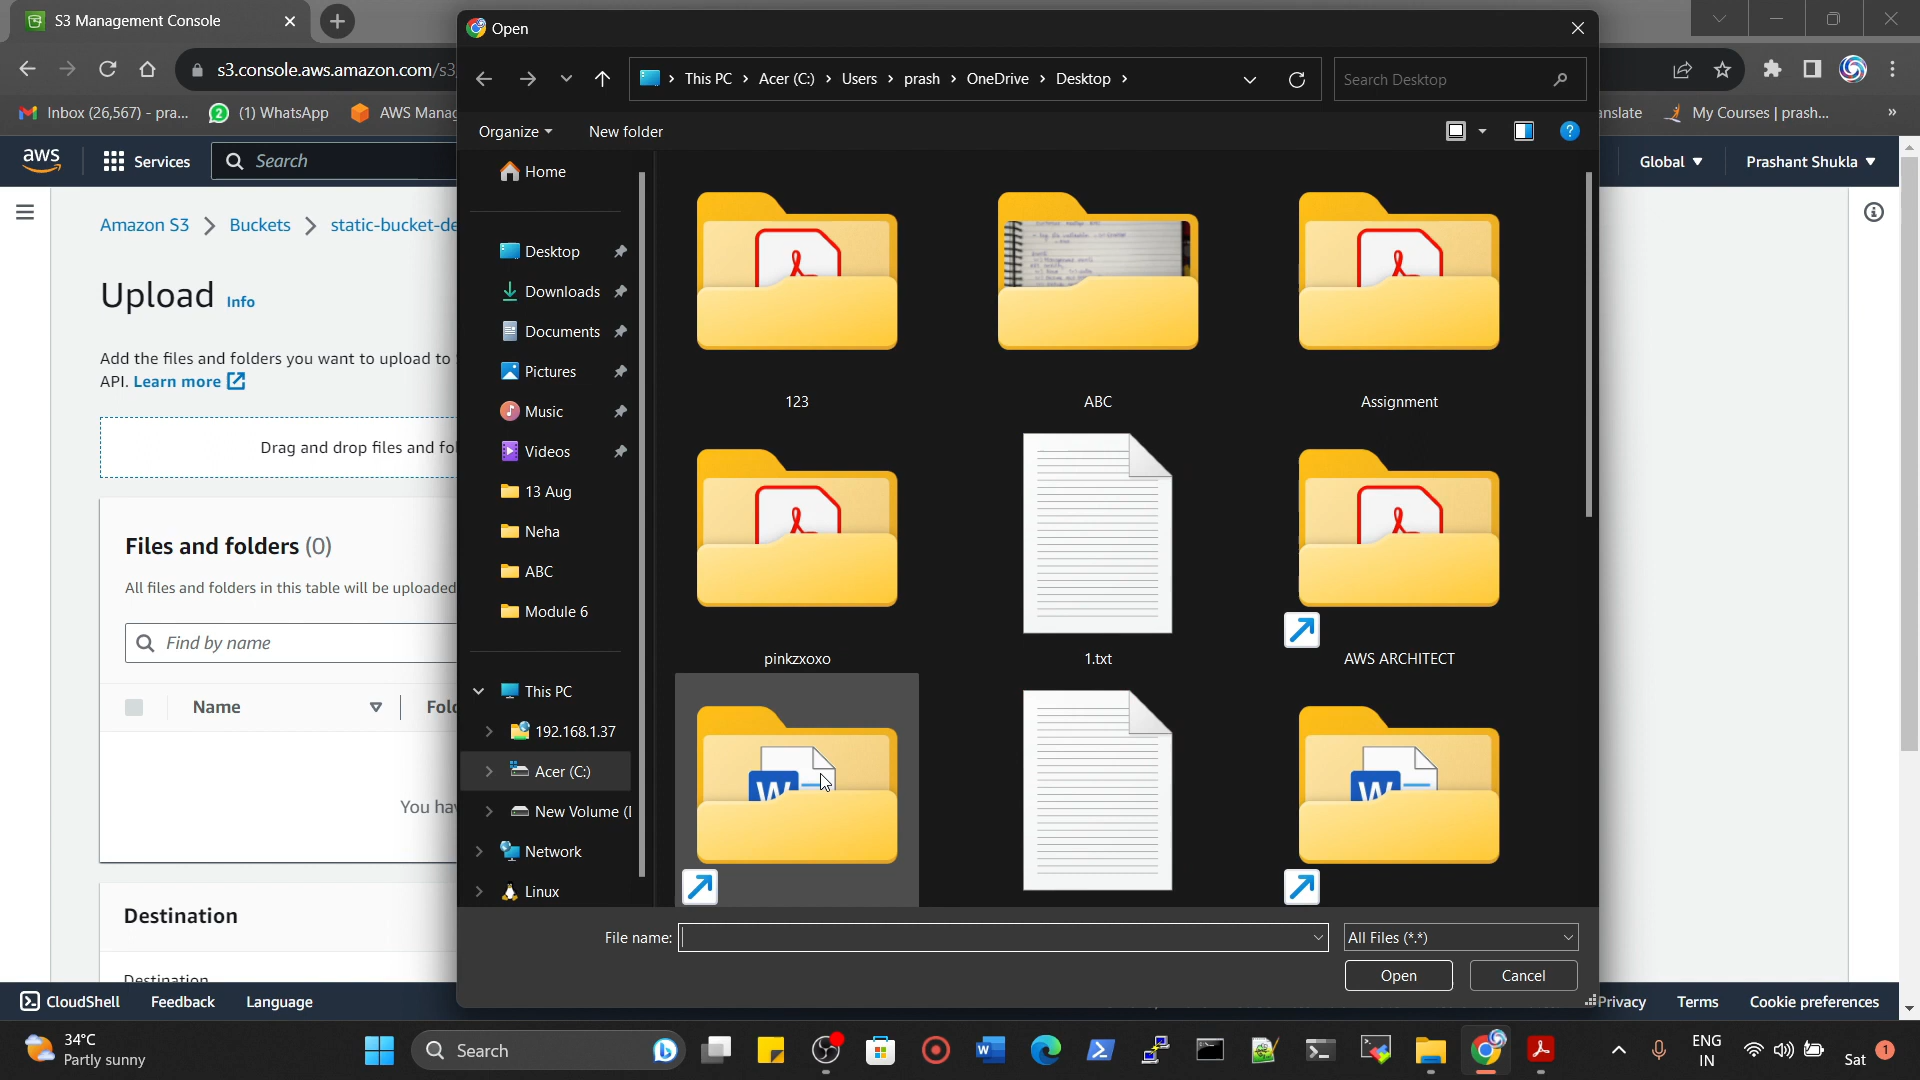 S3 Management Console
s3.console.aws.amazon.com/s3
Inbox (26,567) - pra...
(1) WhatsApp
AWS Manag
anslate
My Courses | prash...
»
aws
Services
Search
Global
Prashant Shukla
Amazon S3
Buckets
static-bucket-de
Upload
Info
Add the files and folders you want to upload to
API. Learn more
Drag and drop files and fo
Files and folders (0)
All files and folders in this table will be uploaded
Find by name
Name
Fol
You ha
Destination
Destination
CloudShell
Feedback
Language
Privacy
Terms
Cookie preferences
Open
This PC
Acer (C:)
Users
prash
OneDrive
Desktop
Search Desktop
Organize
New folder
Home
Desktop
Downloads
Documents
Pictures
Music
Videos
13 Aug
Neha
ABC
Module 6
This PC
192.168.1.37
Acer (C:)
New Volume (
Network
Linux
123
ABC
Assignment
pinkzxoxo
1.txt
AWS ARCHITECT
W
W
File name:
All Files (*.*)
Open
Cancel
34°C
Partly sunny
Search
ENG
IN
Sat
1